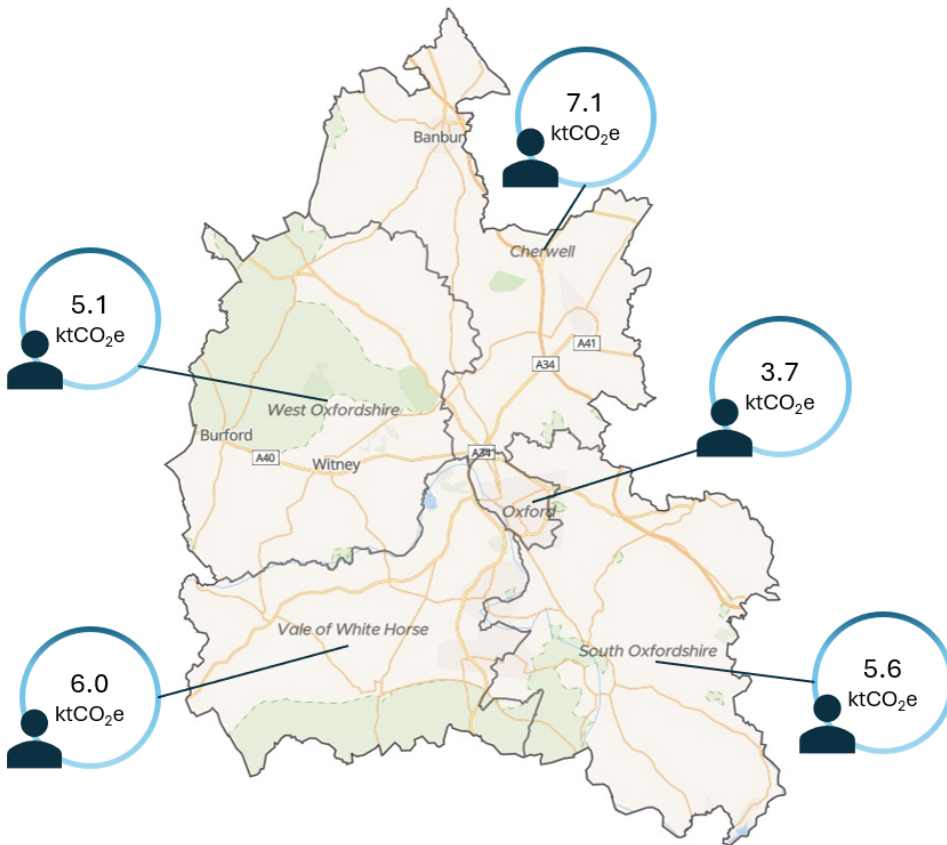 7.1
ktCO₂e
Banbur
Cherwell
5.1
ktCO₂e
A41
A34
3.7
ktCO₂e
West Oxfordshire
Burford
A40
Witney
A34
Oxford
Vale of White Horse
South Oxfordshire
6.0
ktCO₂e
5.6
ktCO₂e